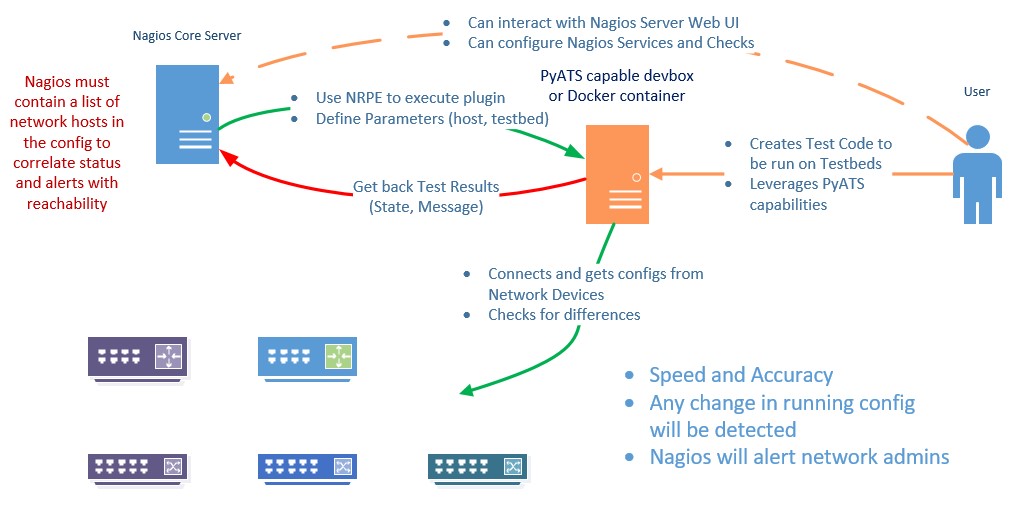 Nagios Core Server
• Can interact with Nagios Server Web UI
• Can configure Nagios Services and Checks
Nagios must
contain a list of
network hosts in
the config to
correlate status
and alerts with
reachability
• Use NRPE to execute plugin
• Define Parameters (host, testbed)
PyATS capable devbox
or Docker container
User
Get back Test Results
(State, Message)
• Creates Test Code to
be run on Testbeds
• Leverages PyATS
capabilities
• Connects and gets configs from
Network Devices
• Checks for differences
• Speed and Accuracy
• Any change in running config
will be detected
• Nagios will alert network admins